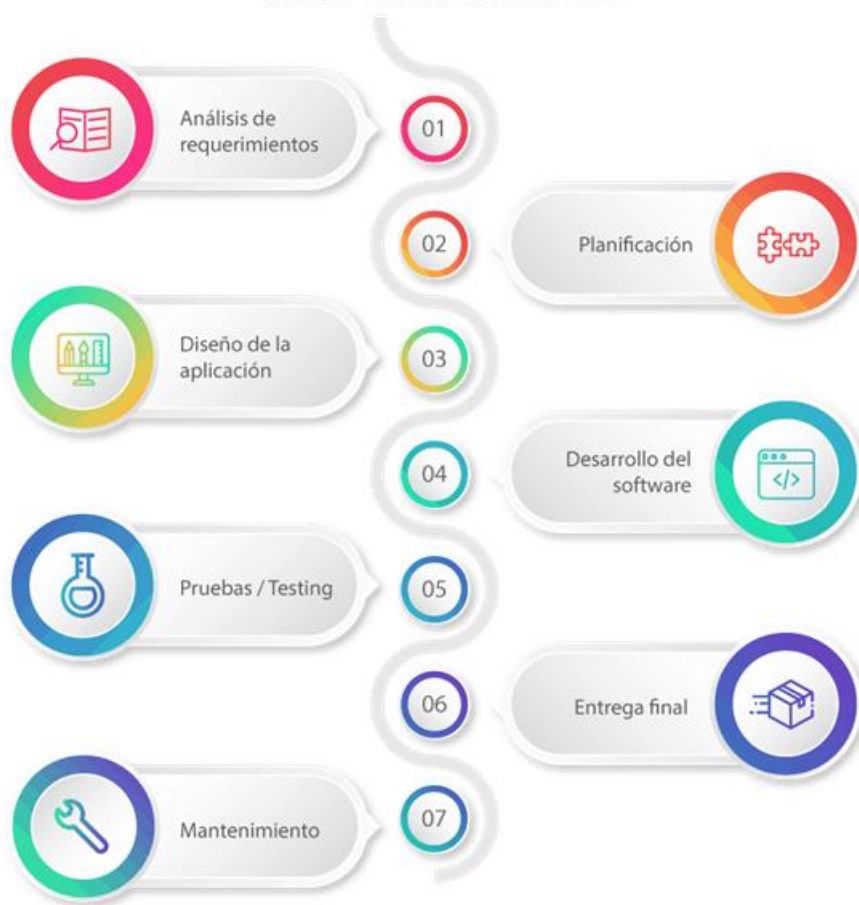 Análisis de
requerimientos
01
02
Planificación
Diseño de la
aplicación
03
04
Desarrollo del
software
</>
Pruebas / Testing
05
06
Entrega final
Mantenimiento
07